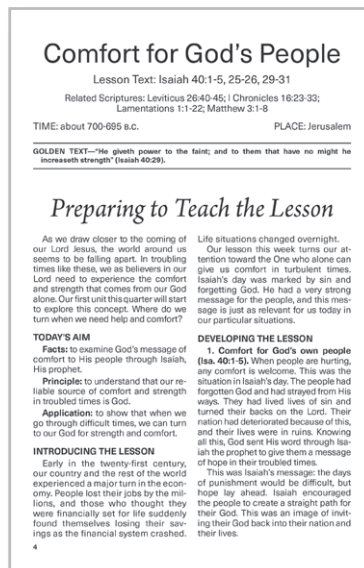 Comfort for God's People
Lesson Text: Isaiah 40:1-5, 25-26, 29-31
Related Scriptures: Leviticus 26:40-45; I Chronicles 16:23-33;
Lamentations 1:1-22; Matthew 3:1-8
TIME: about 700-695 B.C.
PLACE: Jerusalem
GOLDEN TEXT—"He giveth power to the faint; and to them that have no might he
increaseth strength" (Isaiah 40:29).
Preparing to Teach the Lesson
As we draw closer to the coming of
our Lord Jesus, the world around us
seems to be falling apart. In troubling
times like these, we as believers in our
Lord need to experience the comfort
and strength that comes from our God
alone. Our first unit this quarter will start
to explore this concept. Where do we
turn when we need help and comfort?
TODAY'S AIM
Facts: to examine God's message of
comfort to His people through Isaiah,
His prophet.
Principle: to understand that our re-
liable source of comfort and strength
in troubled times is God.
Application: to show that when we
go through difficult times, we can turn
to our God for strength and comfort.
INTRODUCING THE LESSON
Early in the twenty-first century,
our country and the rest of the world
experienced a major turn in the econ-
omy. People lost their jobs by the mil-
lions, and those who thought they
were financially set for life suddenly
found themselves losing their sav-
ings as the financial system crashed.
Life situations changed overnight.
Our lesson this week turns our at-
tention toward the One who alone can
give us comfort in turbulent times.
Isaiah's day was marked by sin and
forgetting God. He had a very strong
message for the people, and this mes-
sage is just as relevant for us today in
our particular situations.
DEVELOPING THE LESSON
1. Comfort for God's own people
(Isa. 40:1-5). When people are hurting,
any comfort is welcome. This was the
situation in Isaiah's day. The people had
forgotten God and had strayed from His
ways. They had lived lives of sin and
turned their backs on the Lord. Their
nation had deteriorated because of this,
and their lives were in ruins. Knowing
all this, God sent His word through Isa-
iah the prophet to give them a message
of hope in their troubled times.
This was Isaiah's message: the days
of punishment would be difficult, but
hope lay ahead. Isaiah encouraged
the people to create a straight path for
their God. This was an image of invit-
ing their God back into their nation and
their lives.
4